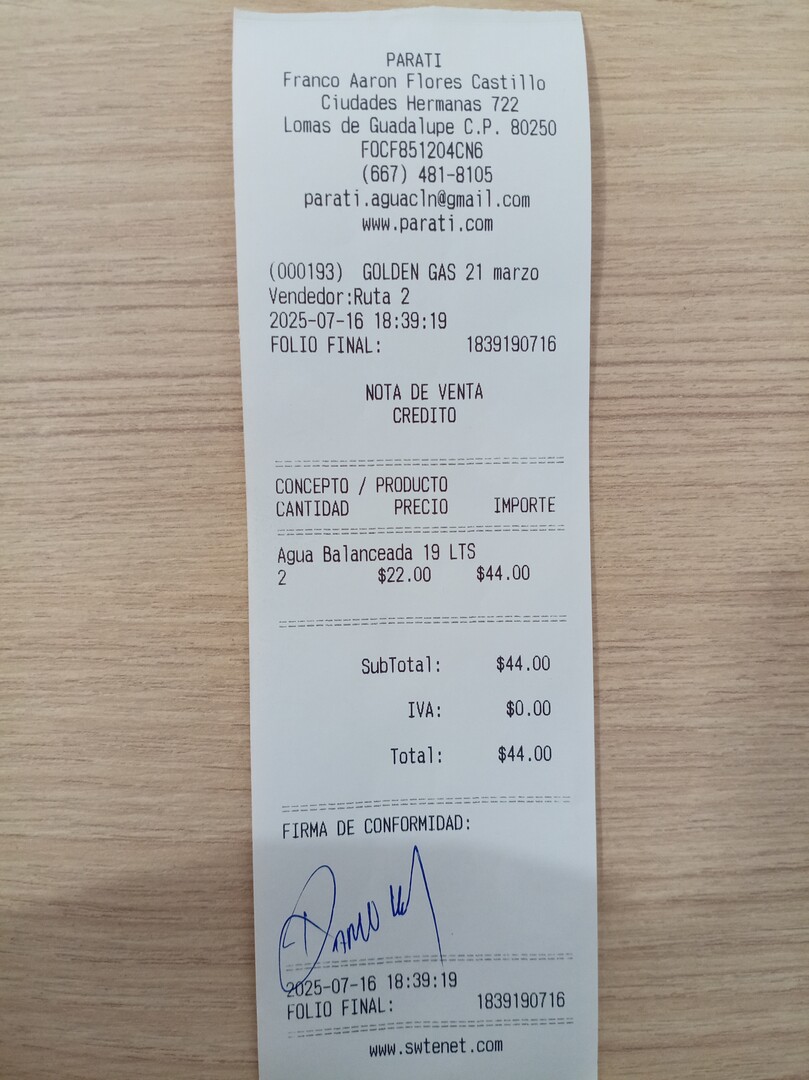 PARATI
Franco Aaron Flores Castillo
Ciudades Hermanas 722
Lomas de Guadalupe C.P. 80250
FOCF851204CN6
(667) 481-8105
parati.aguacln@gmail.com
www.parati.com
(000193) GOLDEN GAS 21 marzo
Vendedor:Ruta 2
2025-07-16 18:39:19
FOLIO FINAL: 1839190716
NOTA DE VENTA
CREDITO
CONCEPTO / PRODUCTO
CANTIDAD PRECIO IMPORTE
Agua Balanceada 19 LTS
2 $22.00 $44.00
SubTotal: $44.00
IVA: $0.00
Total: $44.00
FIRMA DE CONFORMIDAD:
2025-07-16 18:39:19
FOLIO FINAL: 1839190716
www.swtenet.com